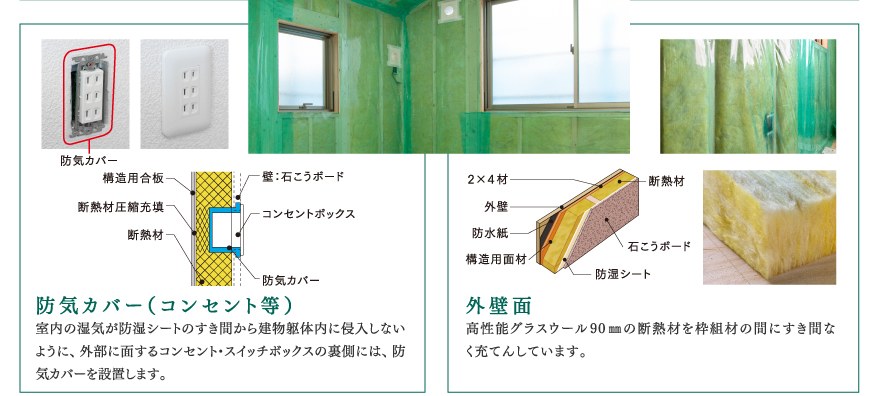 防気カバー
構造用合板
断熱材圧縮充填
断熱材
壁：石こうボード
コンセントボックス
防気カバー
防気カバー（コンセント等）
室内の湿気が防湿シートのすき間から建物躯体内に侵入しない
ように、外部に面するコンセント・スイッチボックスの裏側には、防
気カバーを設置します。
2×4材
外壁
防水紙
構造用面材
断熱材
石こうボード
防湿シート
外壁面
高性能グラスウール90㎜の断熱材を枠組材の間にすき間な
く充てんしています。